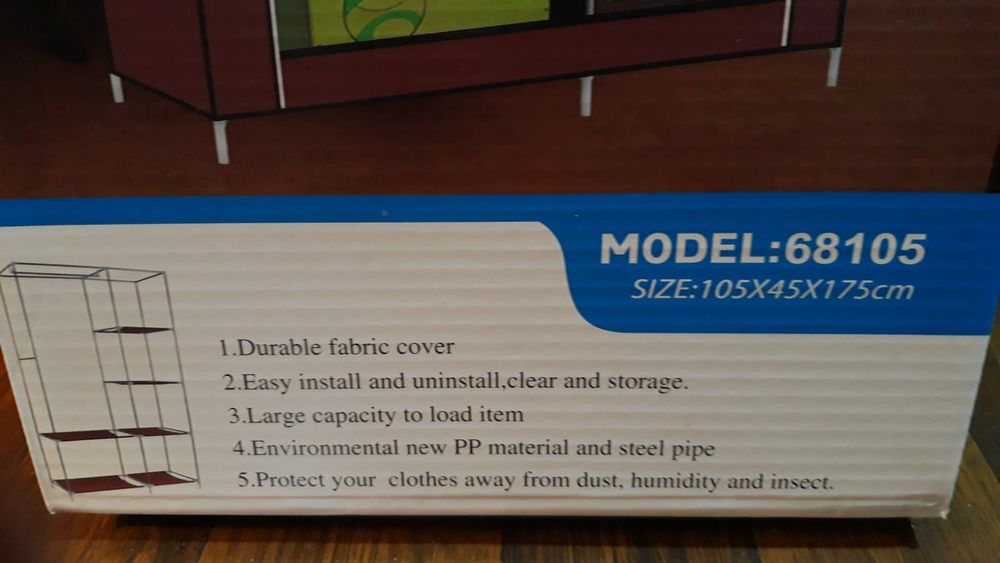 MODEL:68105
SIZE:105X45X175cm
1.Durable fabric cover
2.Easy install and uninstall,clear and storage.
3.Large capacity to load item
4.Environmental new PP material and steel pipe
5.Protect your clothes away from dust, humidity and insect.